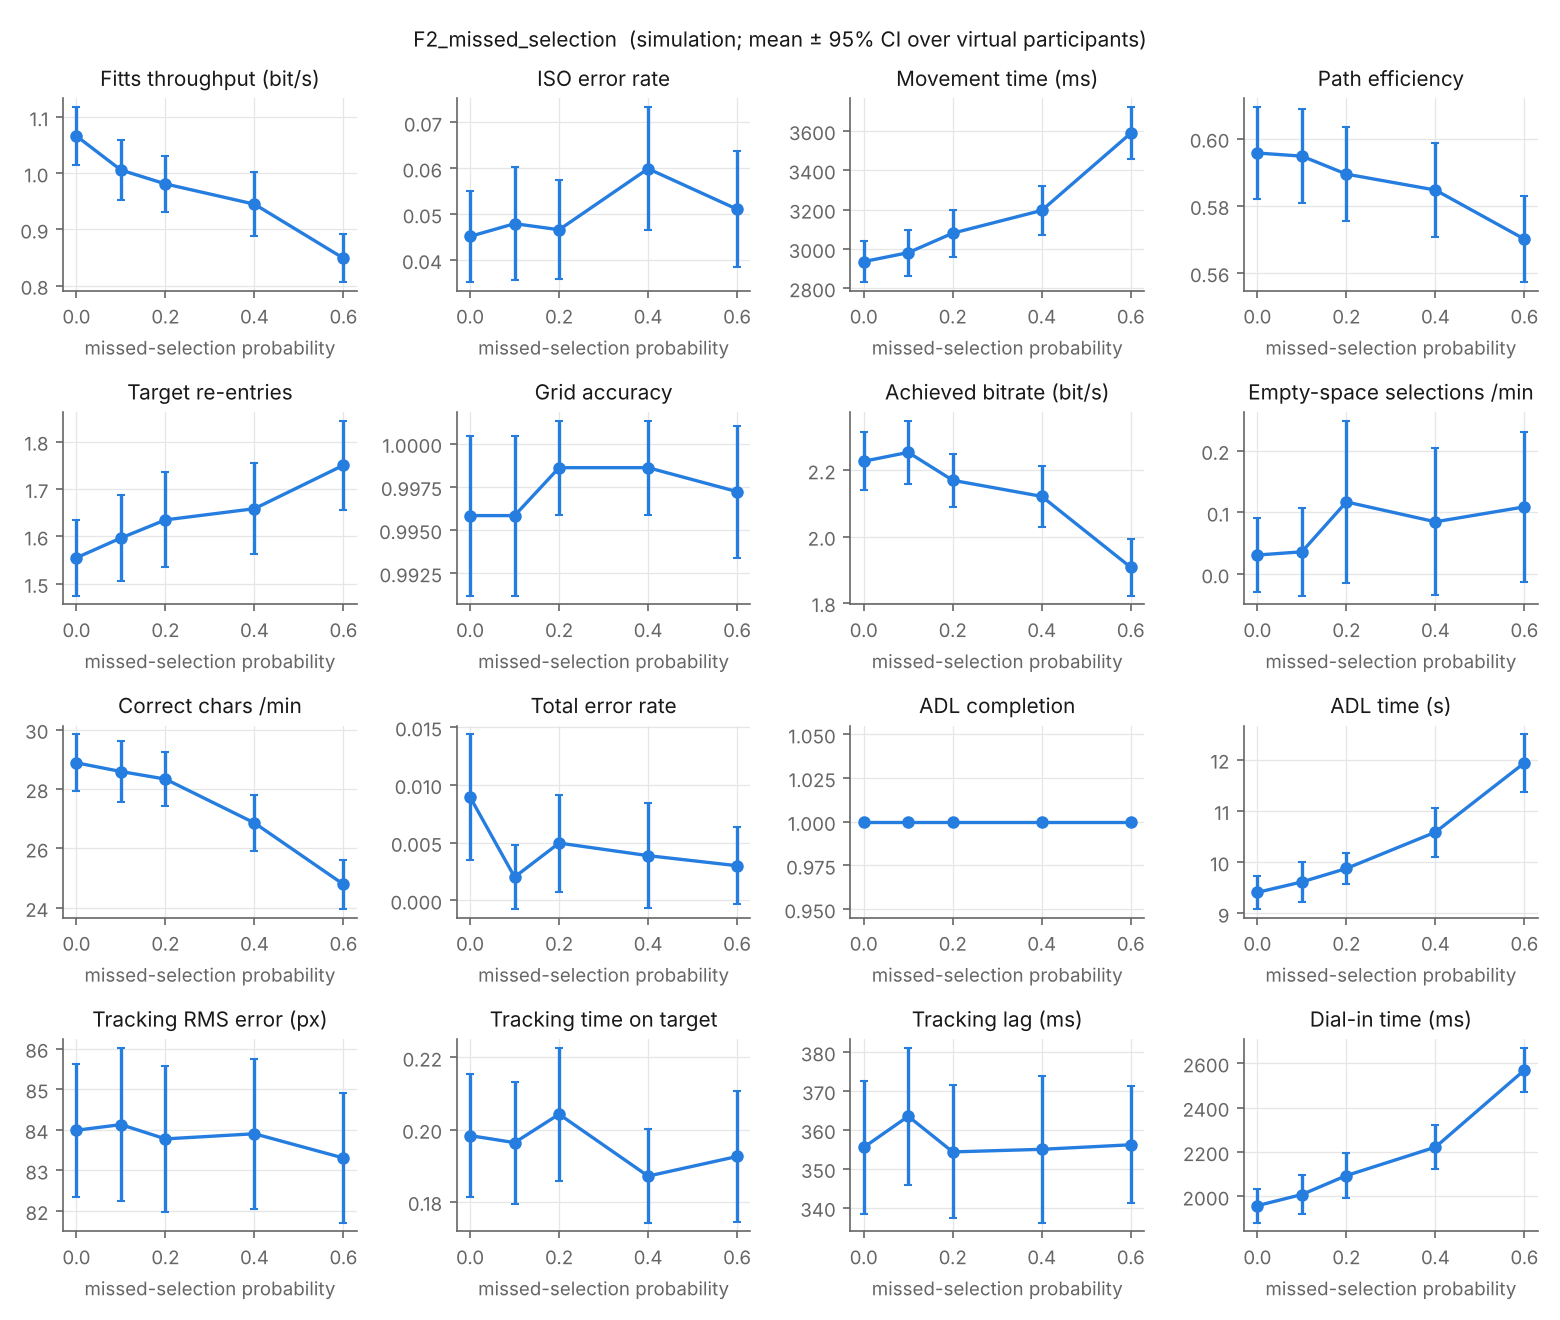 F2_missed_selection  (simulation; mean ± 95% CI over virtual participants)
Fitts throughput (bit/s)
1.1
1.0
0.9
0.8
0.0 0.2 0.4 0.6
missed-selection probability
ISO error rate
0.07
0.06
0.05
0.04
0.0 0.2 0.4 0.6
missed-selection probability
Movement time (ms)
3600
3400
3200
3000
2800
0.0 0.2 0.4 0.6
missed-selection probability
Path efficiency
0.60
0.58
0.56
0.0 0.2 0.4 0.6
missed-selection probability
Target re-entries
1.8
1.7
1.6
1.5
0.0 0.2 0.4 0.6
missed-selection probability
Grid accuracy
1.0000
0.9975
0.9950
0.9925
0.0 0.2 0.4 0.6
missed-selection probability
Achieved bitrate (bit/s)
2.2
2.0
1.8
0.0 0.2 0.4 0.6
missed-selection probability
Empty-space selections /min
0.2
0.1
0.0
0.0 0.2 0.4 0.6
missed-selection probability
Correct chars /min
30
28
26
24
0.0 0.2 0.4 0.6
missed-selection probability
Total error rate
0.015
0.010
0.005
0.000
0.0 0.2 0.4 0.6
missed-selection probability
ADL completion
1.050
1.025
1.000
0.975
0.950
0.0 0.2 0.4 0.6
missed-selection probability
ADL time (s)
12
11
10
9
0.0 0.2 0.4 0.6
missed-selection probability
Tracking RMS error (px)
86
85
84
83
82
0.0 0.2 0.4 0.6
missed-selection probability
Tracking time on target
0.22
0.20
0.18
0.0 0.2 0.4 0.6
missed-selection probability
Tracking lag (ms)
380
370
360
350
340
0.0 0.2 0.4 0.6
missed-selection probability
Dial-in time (ms)
2600
2400
2200
2000
0.0 0.2 0.4 0.6
missed-selection probability